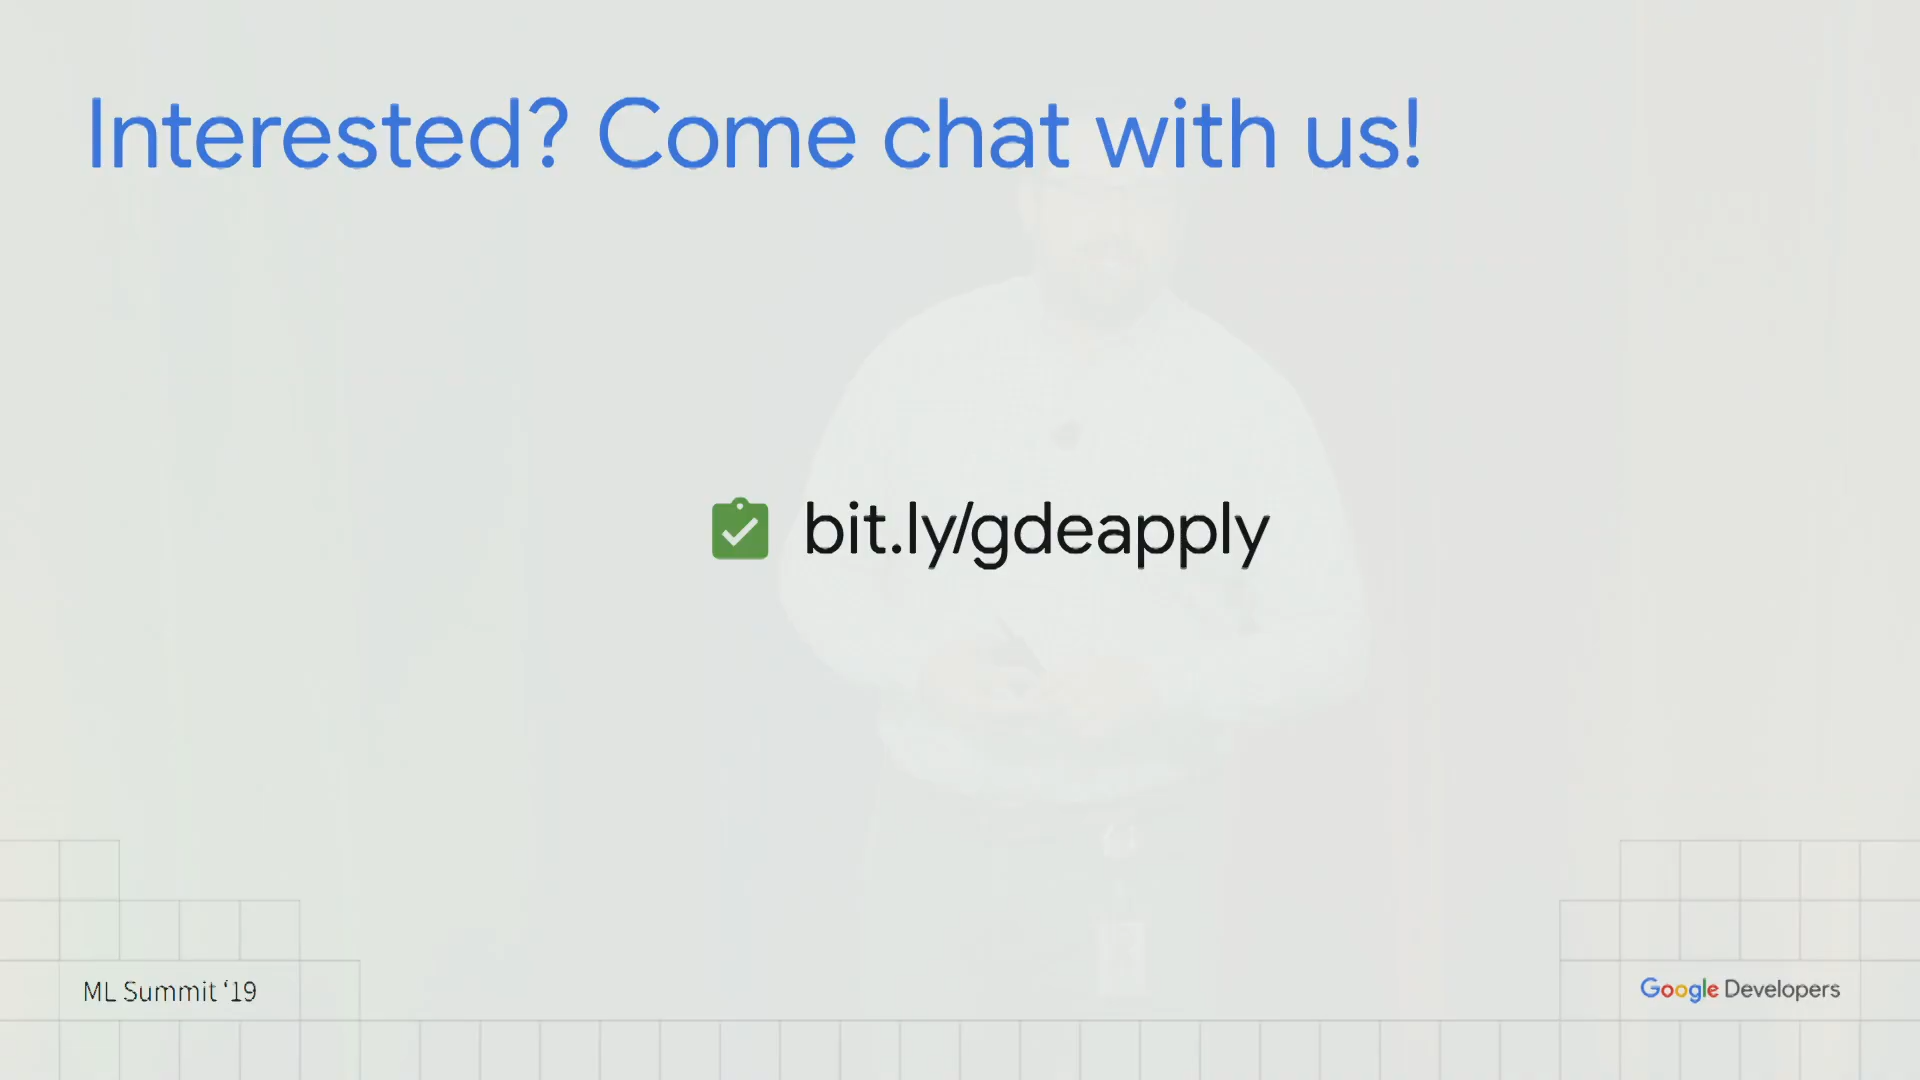 Interested? Come chat with us!
bit.ly/gdeapply
ML Summit ‘19
Google Developers